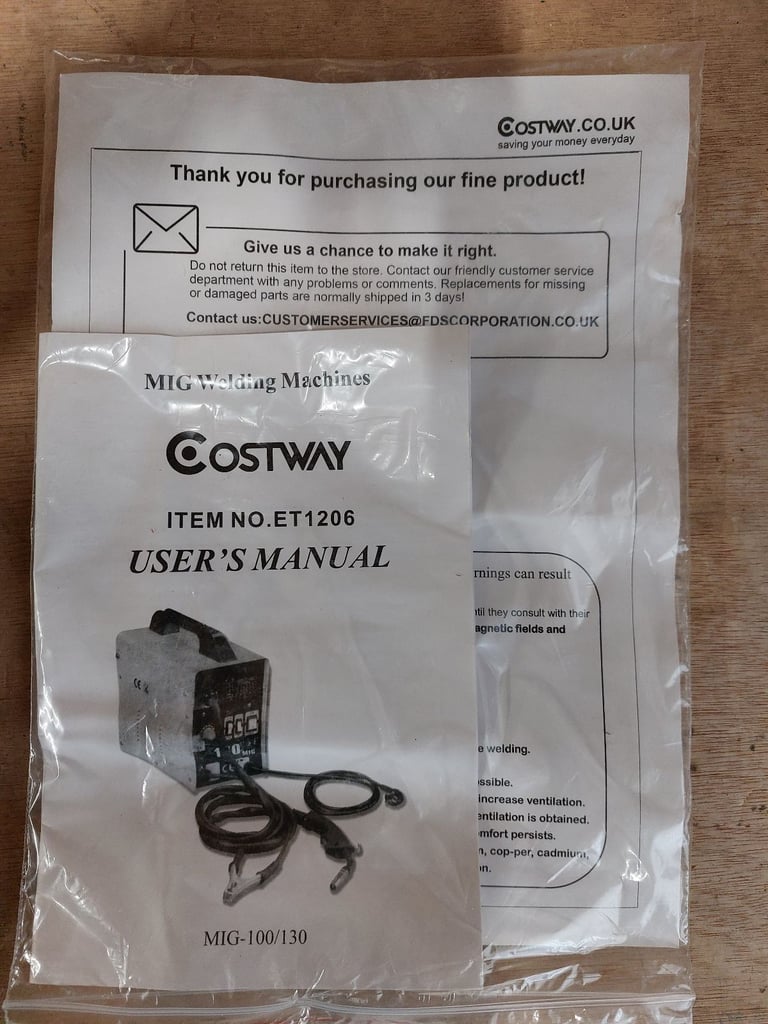 COSTWAY.CO.UK
saving your money everyday
Thank you for purchasing our fine product!
Give us a chance to make it right.
Do not return this item to the store. Contact our friendly customer service
department with any problems or comments. Replacements for missing
or damaged parts are normally shipped in 3 days!
Contact us:CUSTOMERSERVICES@FDSCORPORATION.CO.UK
MIG Welding Machines
COSTWAY
ITEM NO.ET1206
USER'S MANUAL
MIG-100/130
rnings can result
til they consult with their
agnetic fields and
e welding.
ssible.
increase ventilation.
entilation is obtained.
mfort persists.
n, cop-per, cadmium,
n.